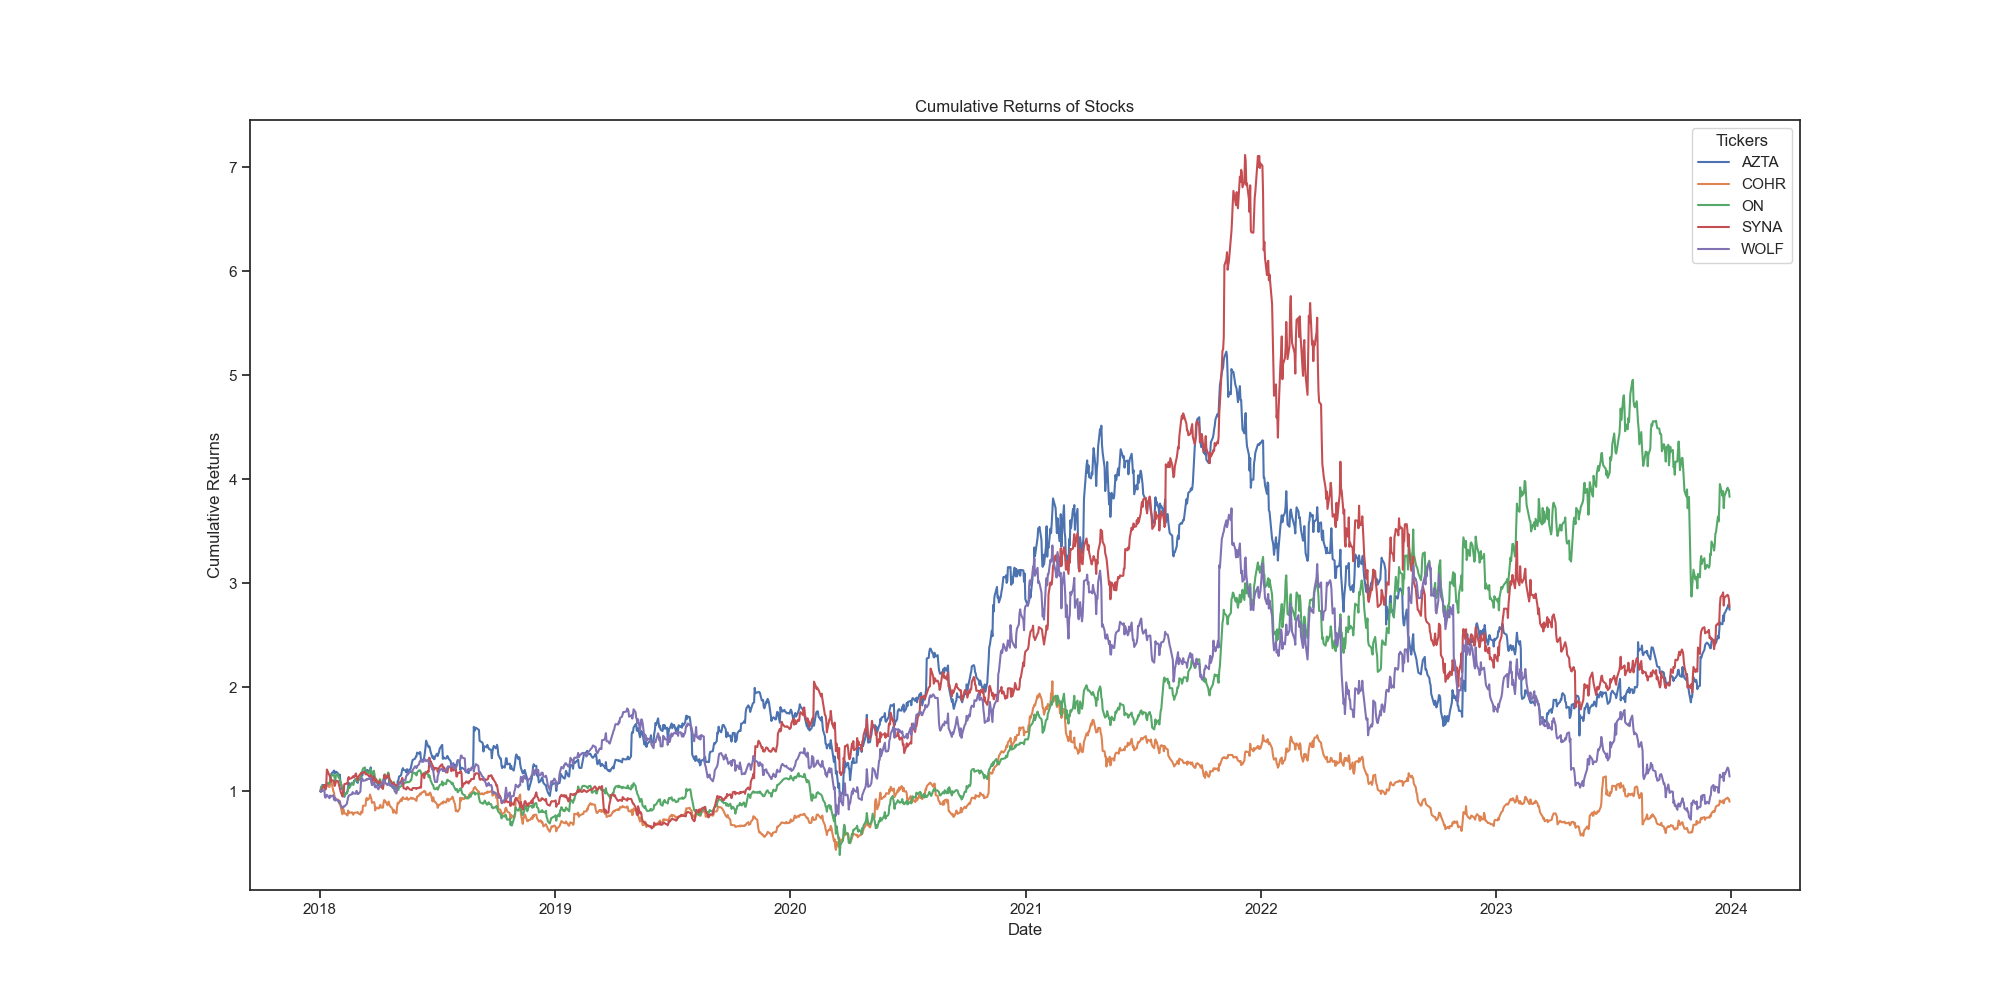 Cumulative Returns of Stocks
Tickers
AZTA
COHR
ON
SYNA
WOLF
Cumulative Returns
7
6
5
4
3
2
1
2018 2019 2020 2021 2022 2023 2024
Date